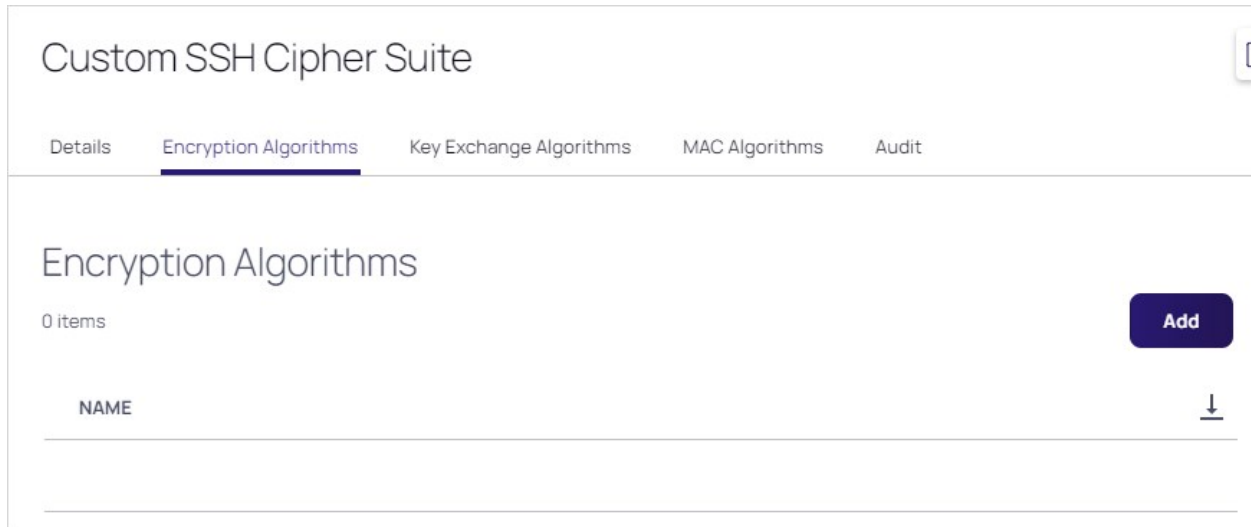 Custom SSH Cipher Suite
Details Encryption Algorithms Key Exchange Algorithms MAC Algorithms Audit
Encryption Algorithms
0 items
Add
NAME